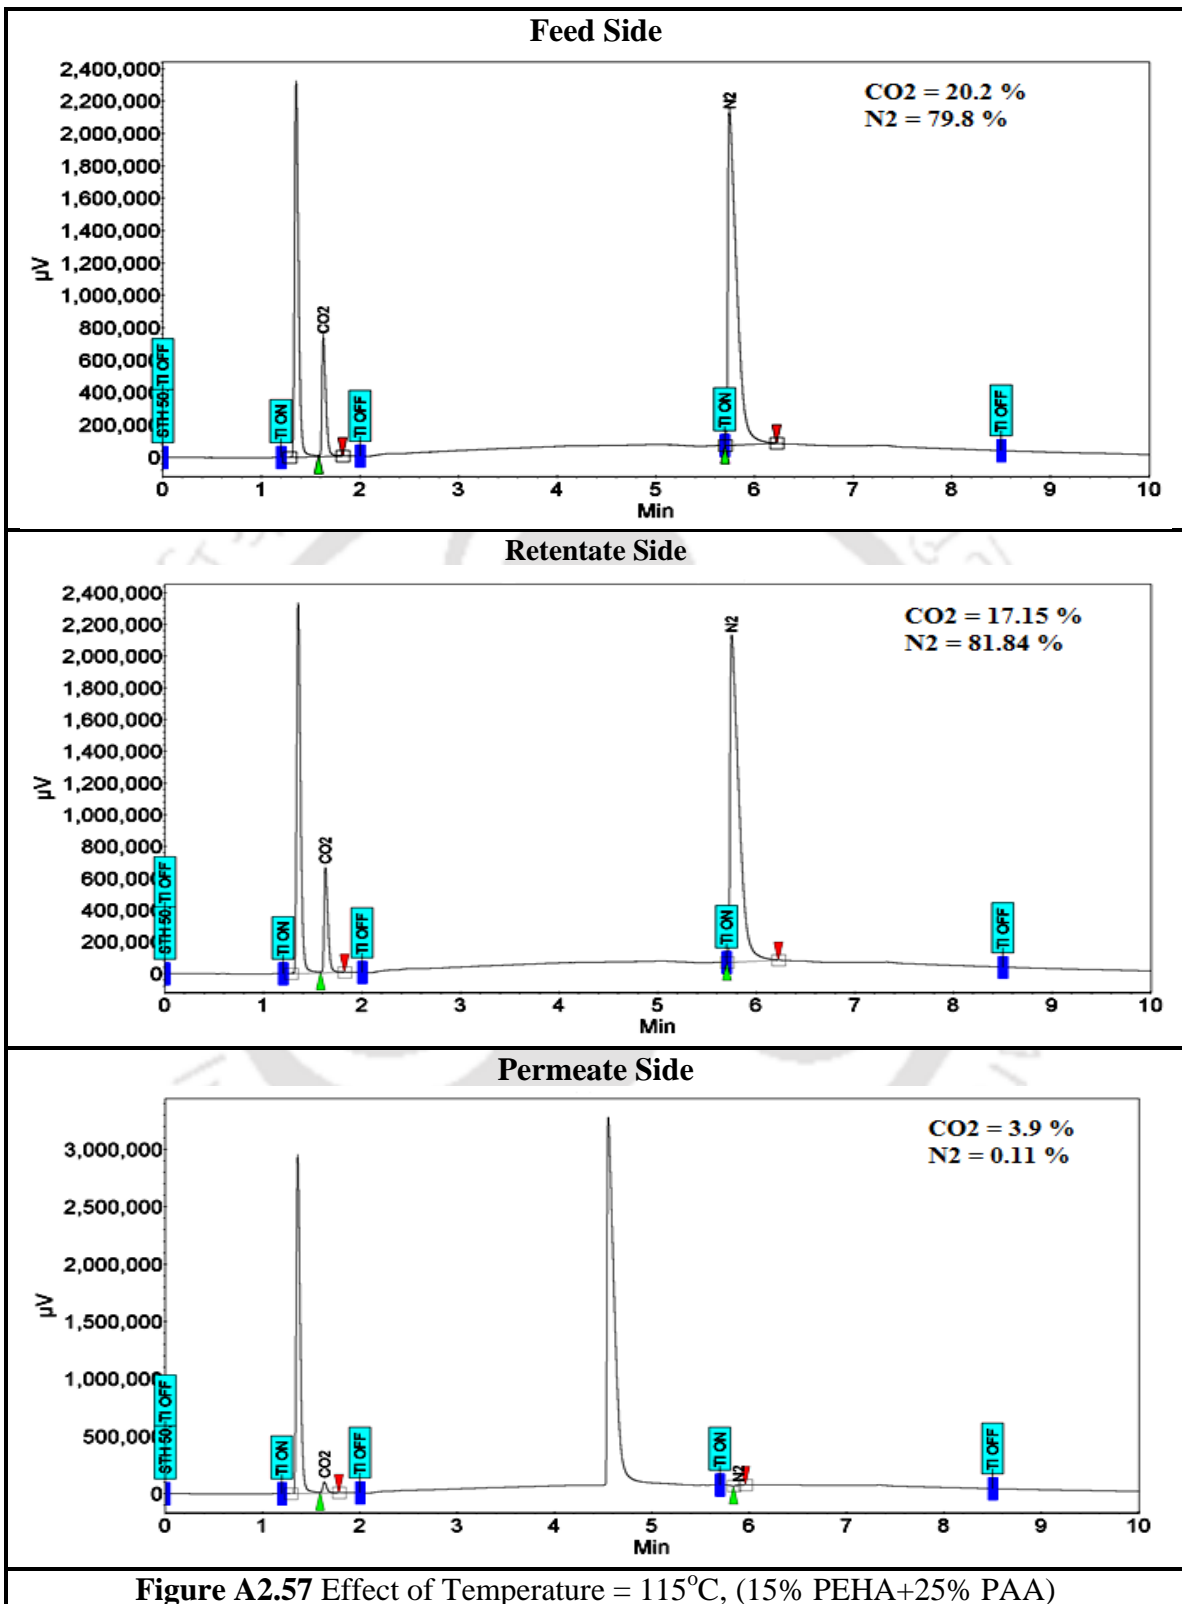 Feed Side
CO2 = 20.2 %
N2 = 79.8 %
2,400,000
2,200,000
2,000,000
1,800,000
1,600,000
1,400,000
1,200,000
1,000,000
800,000
600,000
400,000
200,000
0
µV
STH 50, TI OFF
-TI ON
CO2
-TI OFF
N2
-TI ON
-TI OFF
0 1 2 3 4 5 6 7 8 9 10
Min
Retentate Side
CO2 = 17.15 %
N2 = 81.84 %
2,400,000
2,200,000
2,000,000
1,800,000
1,600,000
1,400,000
1,200,000
1,000,000
800,000
600,000
400,000
200,000
0
µV
STH 50, TI OFF
-TI ON
CO2
-TI OFF
N2
-TI ON
-TI OFF
0 1 2 3 4 5 6 7 8 9 10
Min
Permeate Side
CO2 = 3.9 %
N2 = 0.11 %
3,000,000
2,500,000
2,000,000
1,500,000
1,000,000
500,000
0
µV
STH 50, TI OFF
-TI ON
CO2
-TI OFF
-TI ON
N2
-TI OFF
0 1 2 3 4 5 6 7 8 9 10
Min
Figure A2.57 Effect of Temperature = 115°C, (15% PEHA+25% PAA)